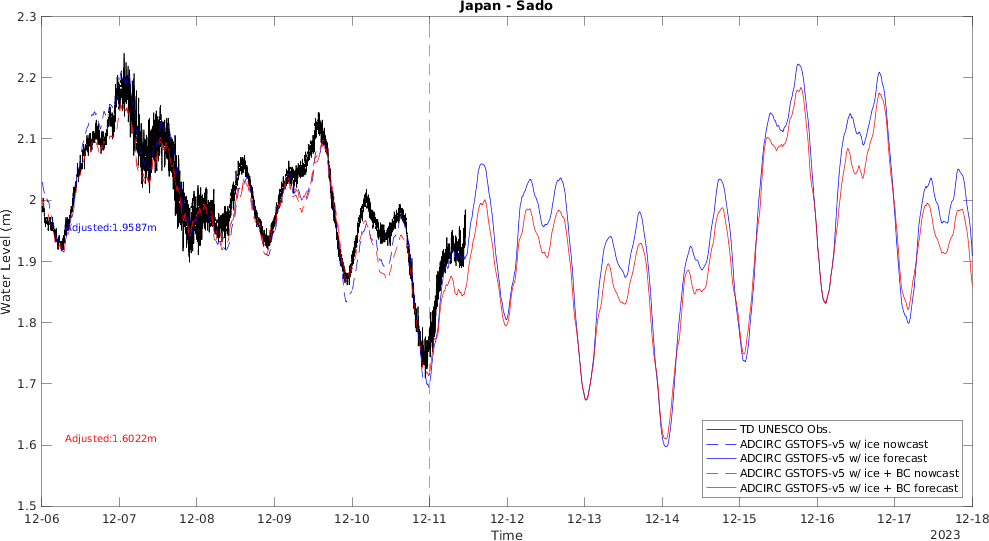 Japan - Sado
2.3
2.2
2.1
2
1.9
1.8
1.7
1.6
1.5
Water Level (m)
Adjusted:1.9587m
Adjusted:1.6022m
TD UNESCO Obs.
ADCIRC GSTOFS-v5 w/ ice nowcast
ADCIRC GSTOFS-v5 w/ ice forecast
ADCIRC GSTOFS-v5 w/ ice + BC nowcast
ADCIRC GSTOFS-v5 w/ ice + BC forecast
12-06 12-07 12-08 12-09 12-10 12-11 12-12 12-13 12-14 12-15 12-16 12-17 12-18
Time
2023